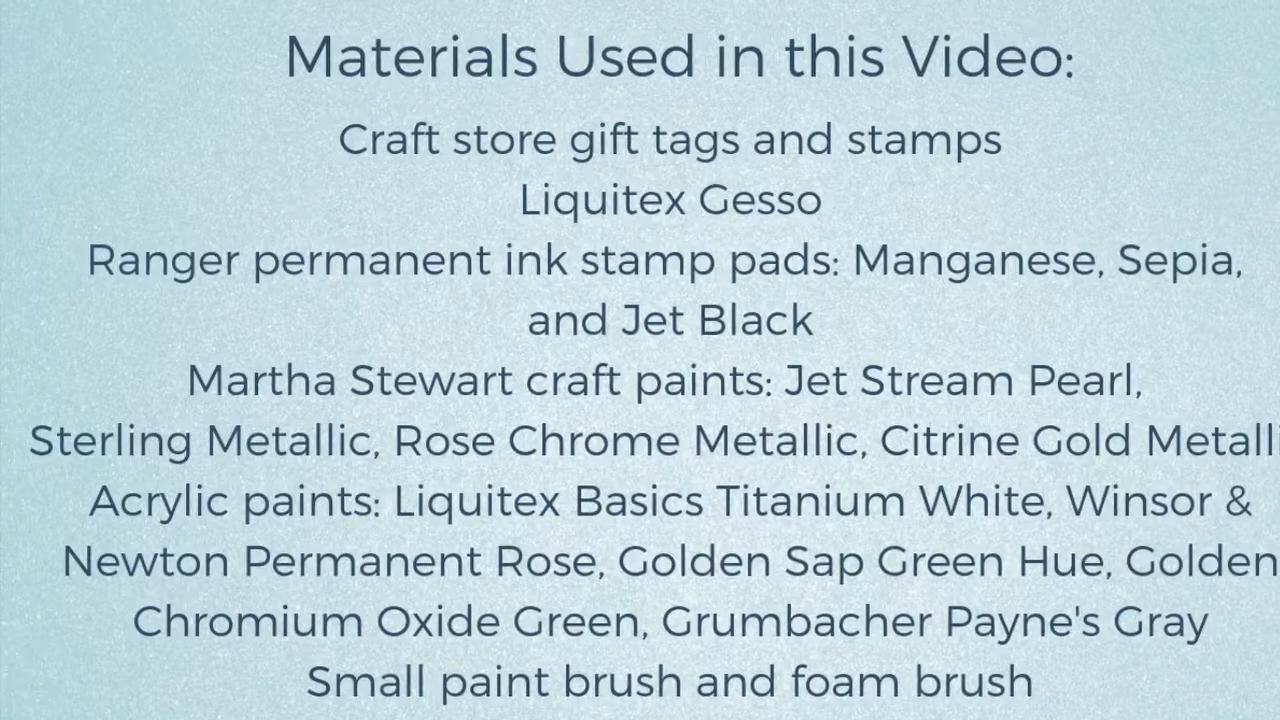 Materials Used in this Video:
Craft store gift tags and stamps
Liquitex Gesso
Ranger permanent ink stamp pads: Manganese, Sepia,
and Jet Black
Martha Stewart craft paints: Jet Stream Pearl,
Sterling Metallic, Rose Chrome Metallic, Citrine Gold Metalli
Acrylic paints: Liquitex Basics Titanium White, Winsor &
Newton Permanent Rose, Golden Sap Green Hue, Golden
Chromium Oxide Green, Grumbacher Payne's Gray
Small paint brush and foam brush